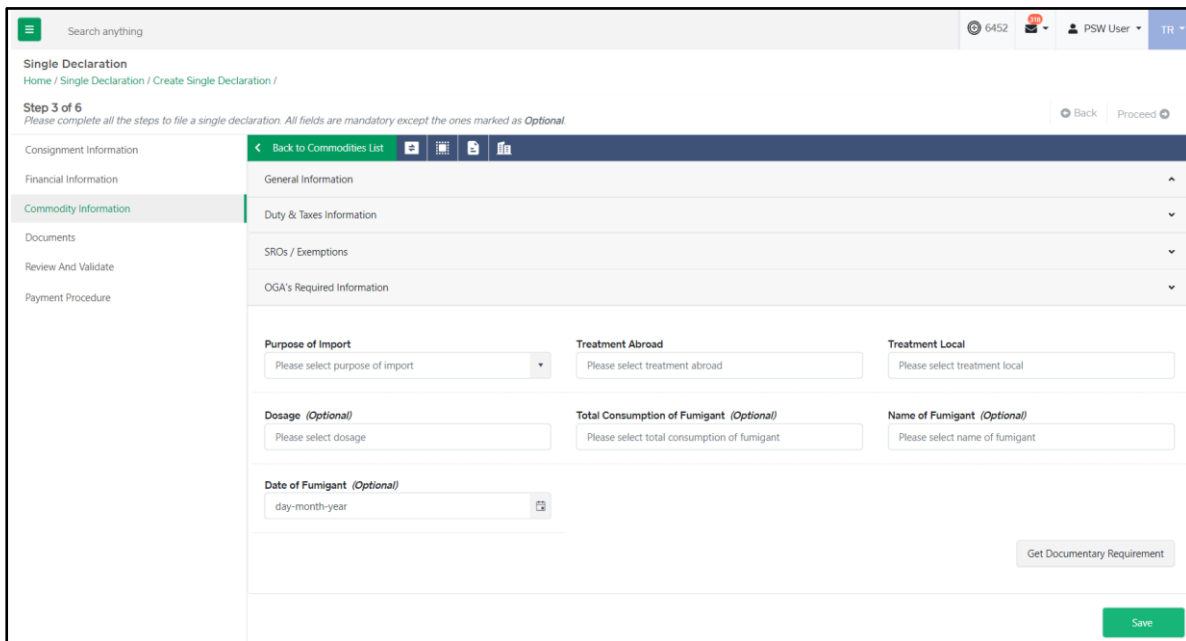 Search anything
6452
318
PSW User
TR
Single Declaration
Home / Single Declaration / Create Single Declaration /
Step 3 of 6
Please complete all the steps to file a single declaration. All fields are mandatory except the ones marked as Optional.
Back
Proceed
Consignment Information
Financial Information
Commodity Information
Documents
Review And Validate
Payment Procedure
Back to Commodities List
General Information
Duty & Taxes Information
SROs / Exemptions
OGA's Required Information
Purpose of Import
Please select purpose of import
Treatment Abroad
Please select treatment abroad
Treatment Local
Please select treatment local
Dosage (Optional)
Please select dosage
Total Consumption of Fumigant (Optional)
Please select total consumption of fumigant
Name of Fumigant (Optional)
Please select name of fumigant
Date of Fumigant (Optional)
day-month-year
Get Documentary Requirement
Save